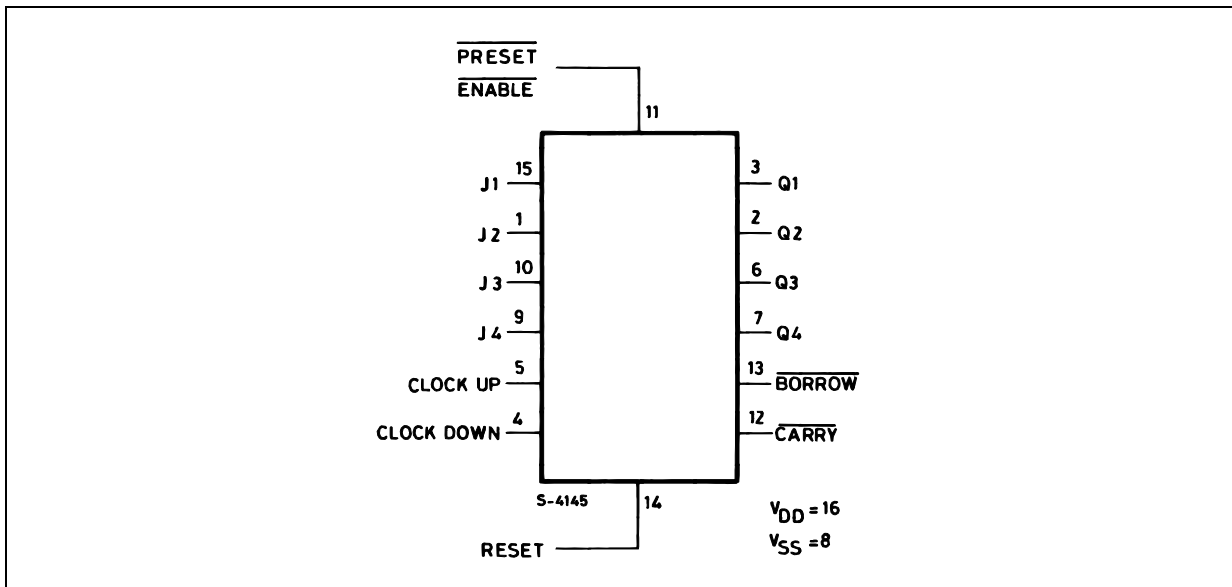 PRESET
ENABLE
11
15
J1
1
J2
10
J3
9
J4
5
CLOCK UP
4
CLOCK DOWN
3
Q1
2
Q2
6
Q3
7
Q4
13
BORROW
12
CARRY
S-4145
14
RESET
VDD = 16
VSS = 8